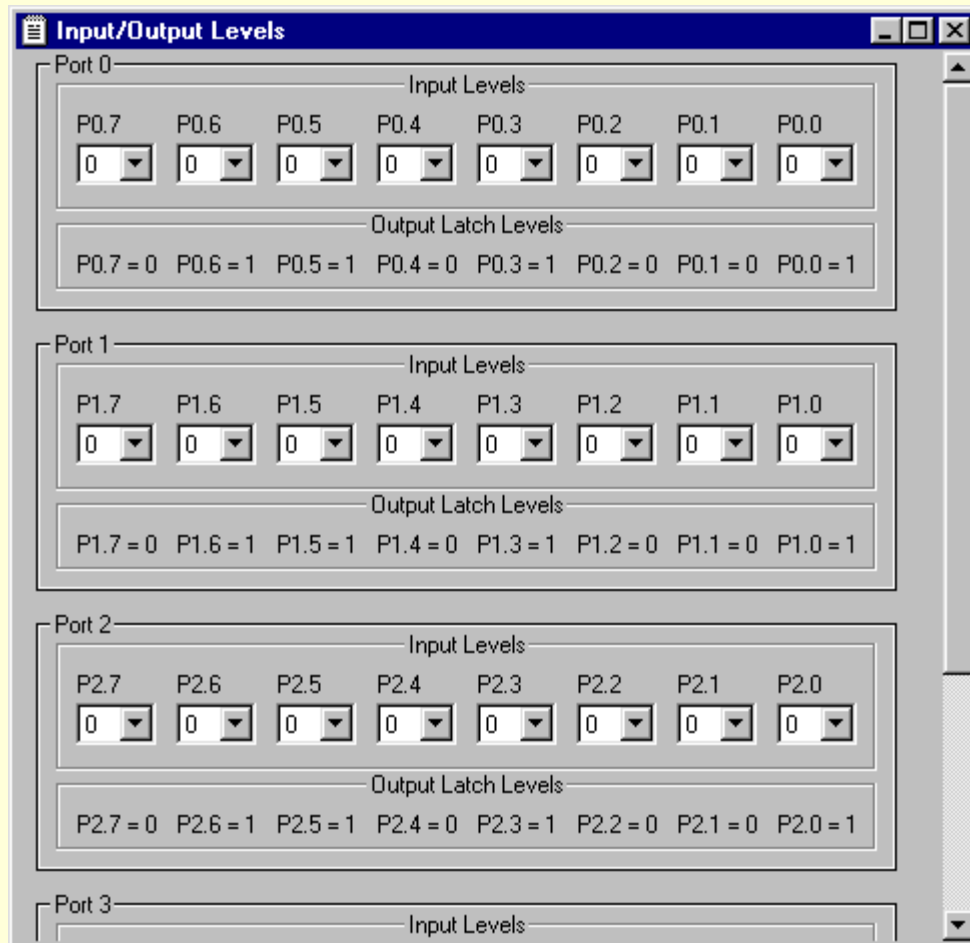 Input/Output Levels
Port 0
Input Levels
P0.7 P0.6 P0.5 P0.4 P0.3 P0.2 P0.1 P0.0
0 0 0 0 0 0 0 0
Output Latch Levels
P0.7 = 0 P0.6 = 1 P0.5 = 1 P0.4 = 0 P0.3 = 1 P0.2 = 0 P0.1 = 0 P0.0 = 1
Port 1
Input Levels
P1.7 P1.6 P1.5 P1.4 P1.3 P1.2 P1.1 P1.0
0 0 0 0 0 0 0 0
Output Latch Levels
P1.7 = 0 P1.6 = 1 P1.5 = 1 P1.4 = 0 P1.3 = 1 P1.2 = 0 P1.1 = 0 P1.0 = 1
Port 2
Input Levels
P2.7 P2.6 P2.5 P2.4 P2.3 P2.2 P2.1 P2.0
0 0 0 0 0 0 0 0
Output Latch Levels
P2.7 = 0 P2.6 = 1 P2.5 = 1 P2.4 = 0 P2.3 = 1 P2.2 = 0 P2.1 = 0 P2.0 = 1
Port 3
Input Levels